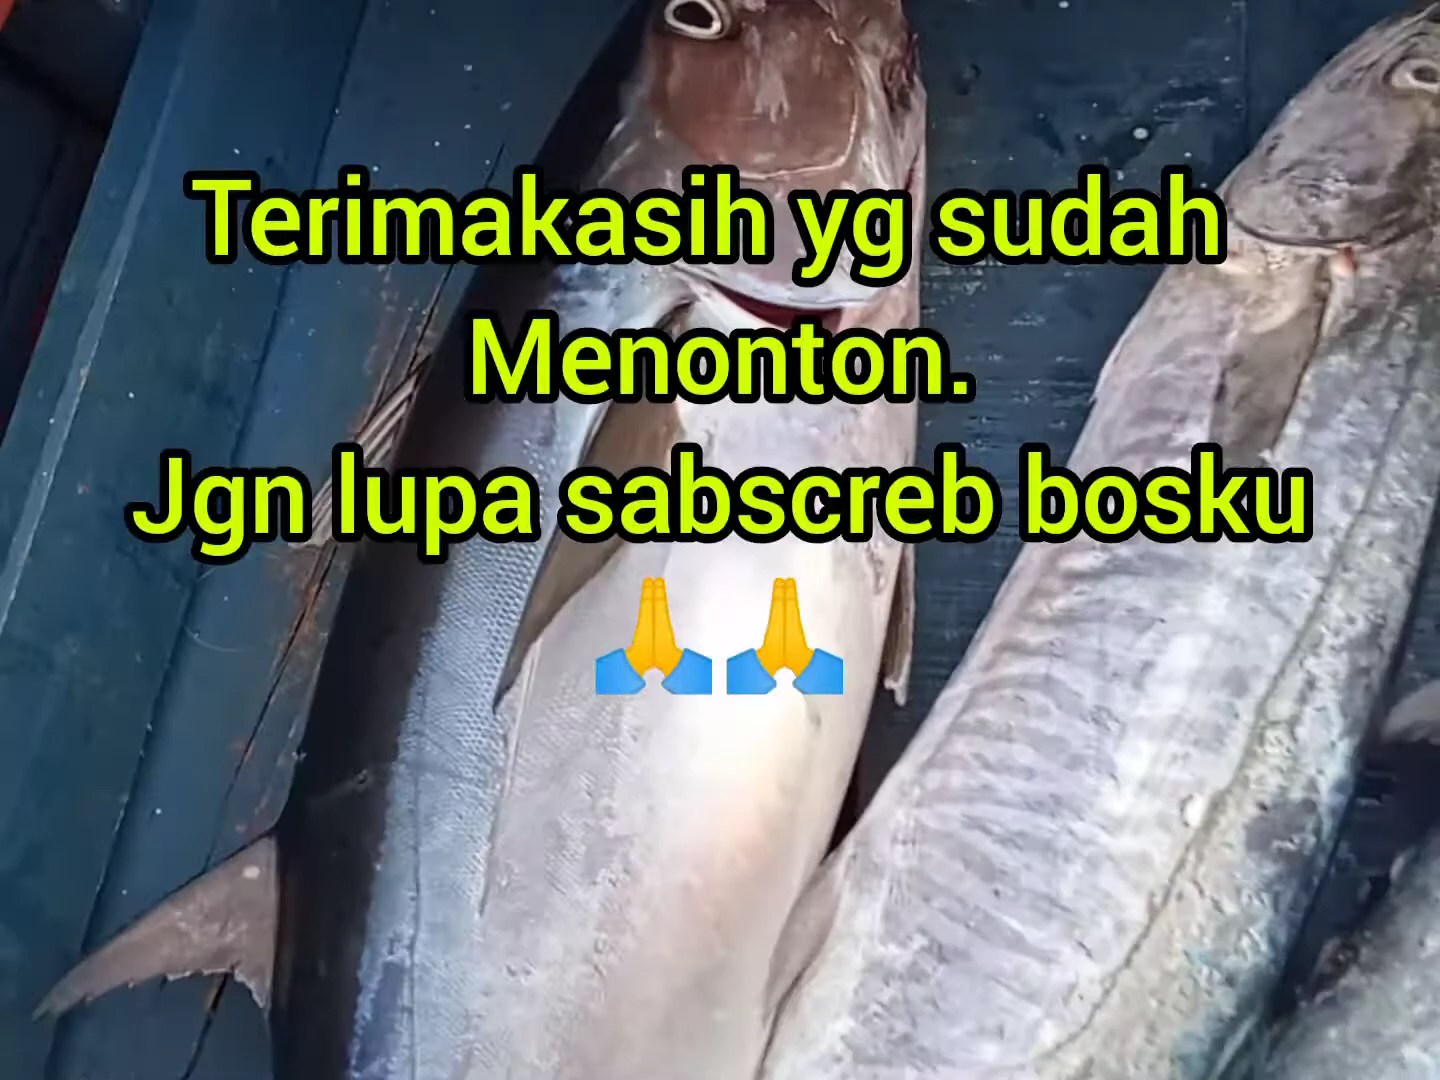 Terimakasih yg sudah
Menonton.
Jgn lupa sabscreb bosku
🙏🙏